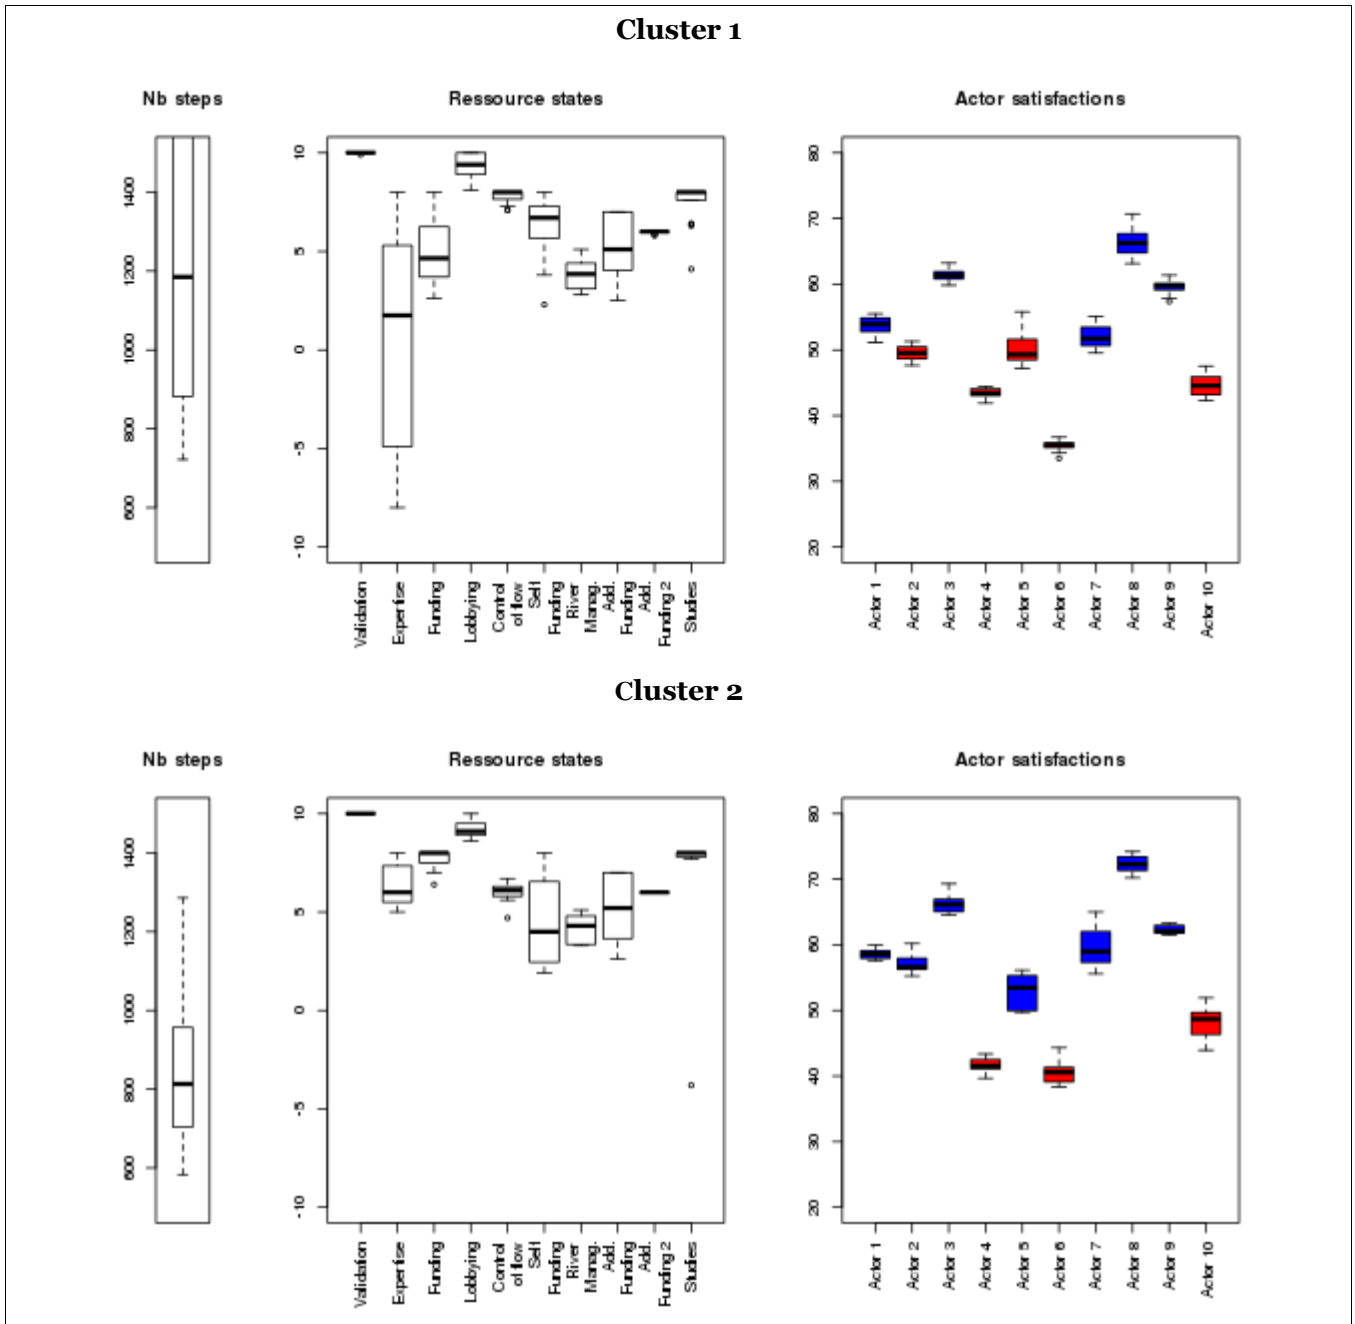 Cluster 1
Nb steps
Ressource states
Actor satisfactions
1400
1200
1000
800
600
10
5
0
-5
-10
80
70
60
50
40
30
20
Validation
Expertise
Funding
Lobbying
Control
of flow
Self
Funding
River
Manag.
Add.
Funding
Add.
Funding 2
Studies
Actor 1
Actor 2
Actor 3
Actor 4
Actor 5
Actor 6
Actor 7
Actor 8
Actor 9
Actor 10
Cluster 2
Nb steps
Ressource states
Actor satisfactions
1400
1200
1000
800
600
10
5
0
-5
-10
80
70
60
50
40
30
20
Validation
Expertise
Funding
Lobbying
Control
of flow
Self
Funding
River
Manag.
Add.
Funding
Add.
Funding 2
Studies
Actor 1
Actor 2
Actor 3
Actor 4
Actor 5
Actor 6
Actor 7
Actor 8
Actor 9
Actor 10